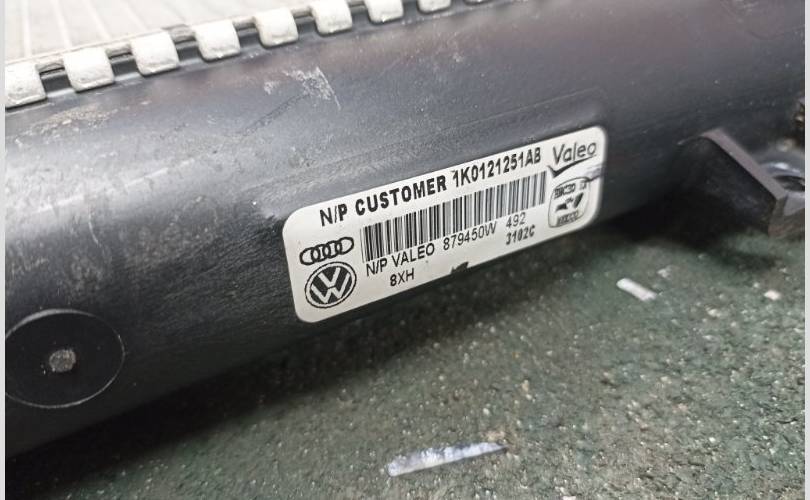 N/P CUSTOMER 1K0121251AB
Valeo
N/P VALEO 879450W 492
8XH
3102C